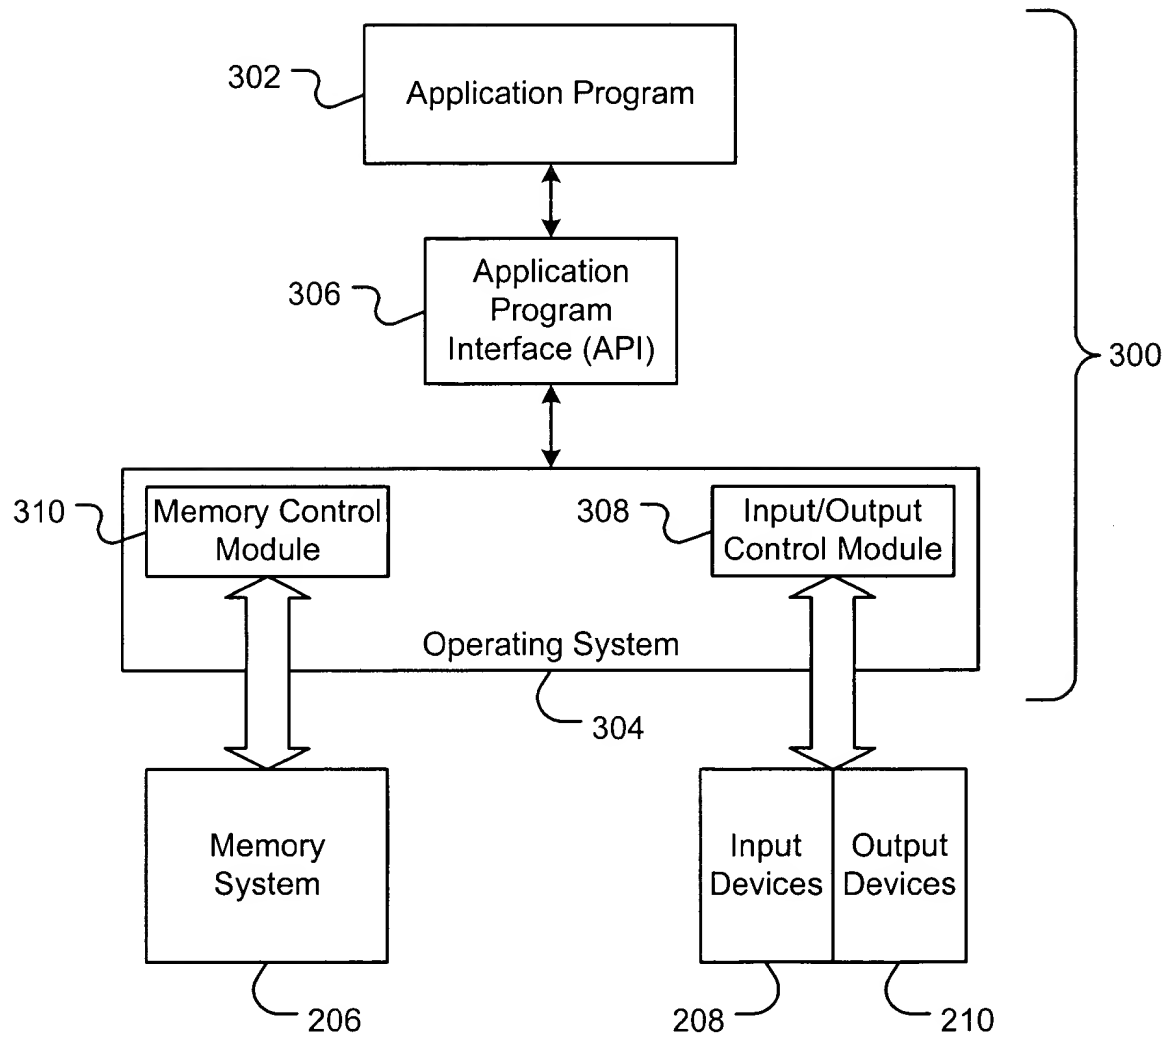 302
Application Program
306
Application
Program
Interface (API)
300
310
Memory Control
Module
308
Input/Output
Control Module
Operating System
304
Memory
System
Input
Devices
Output
Devices
206
208
210